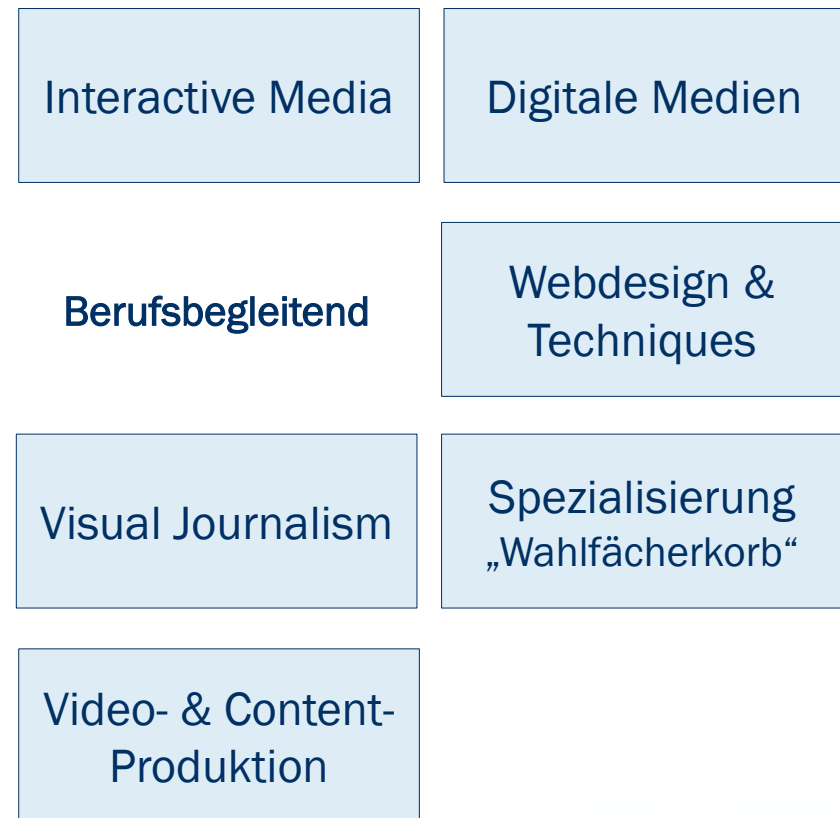 Interactive Media
Digitale Medien
Berufsbegleitend
Webdesign &
Techniques
Visual Journalism
Spezialisierung
„Wahlfächerkorb“
Video- & Content-
Produktion